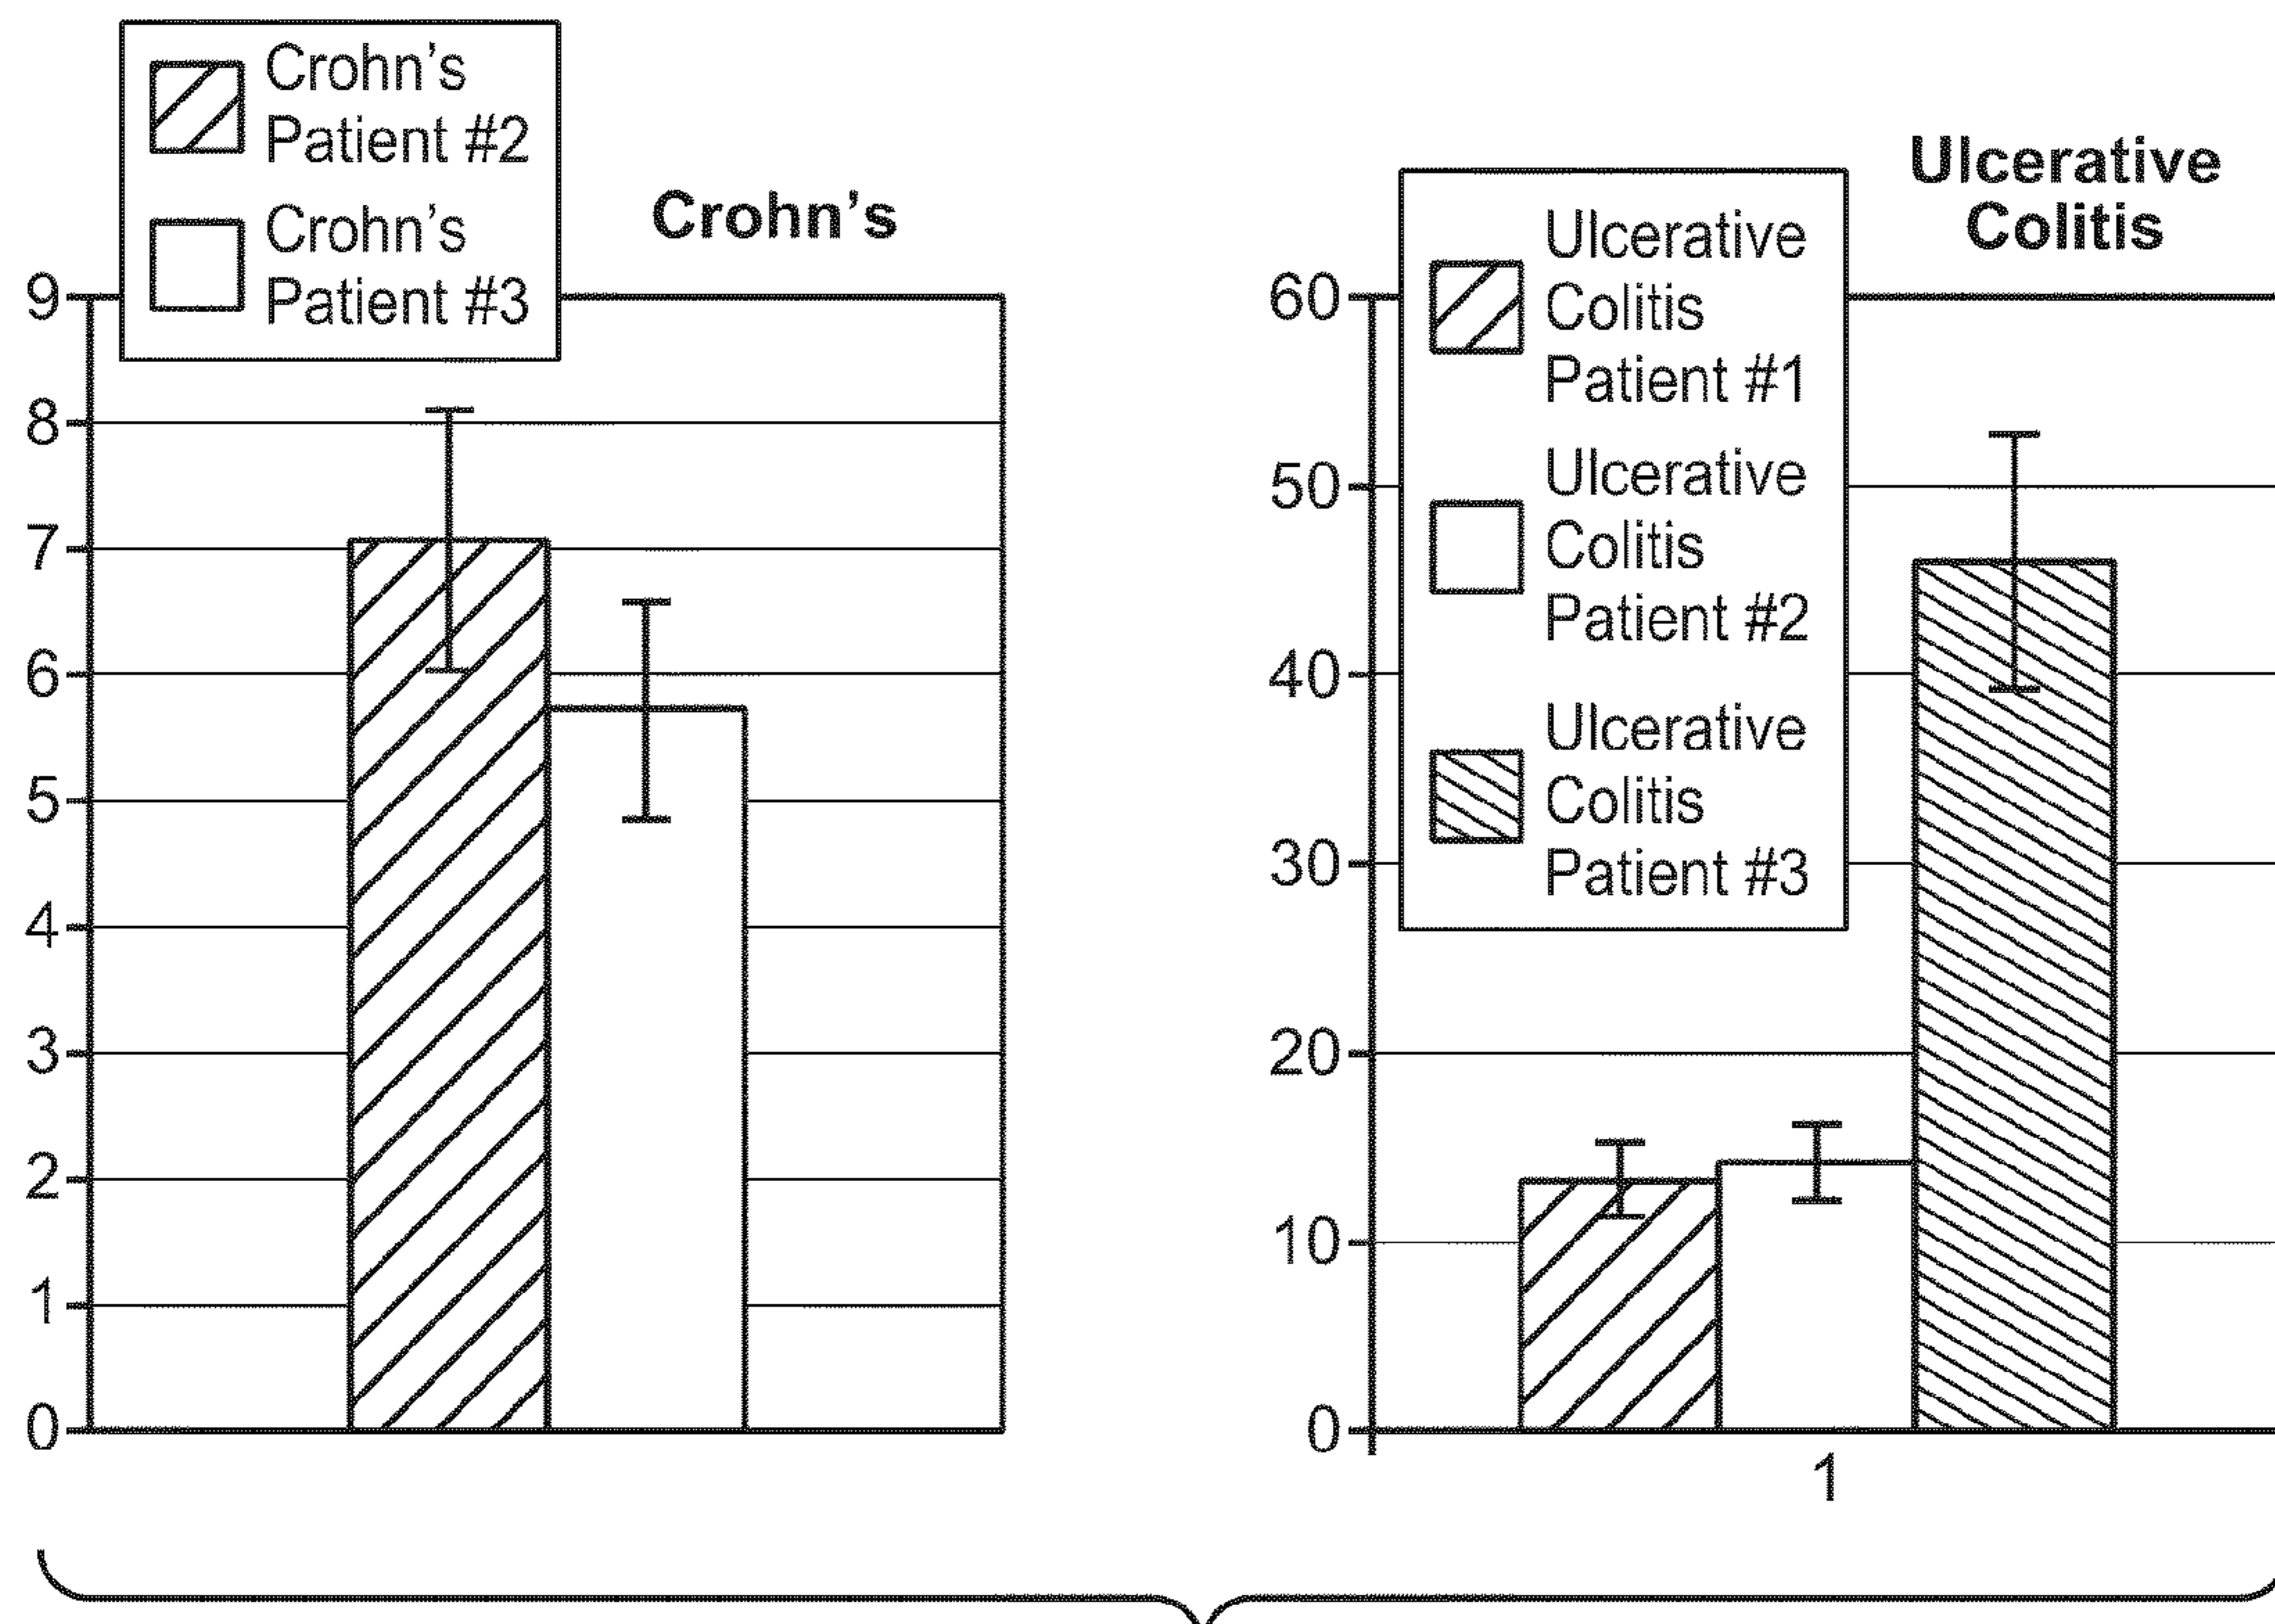 Crohn's
Patient #2
Crohn's
Patient #3
Crohn's
9
8
7
6
5
4
3
2
1
0
Ulcerative
Colitis
Ulcerative
Colitis
Patient #1
Ulcerative
Colitis
Patient #2
Ulcerative
Colitis
Patient #3
60
50
40
30
20
10
0
1